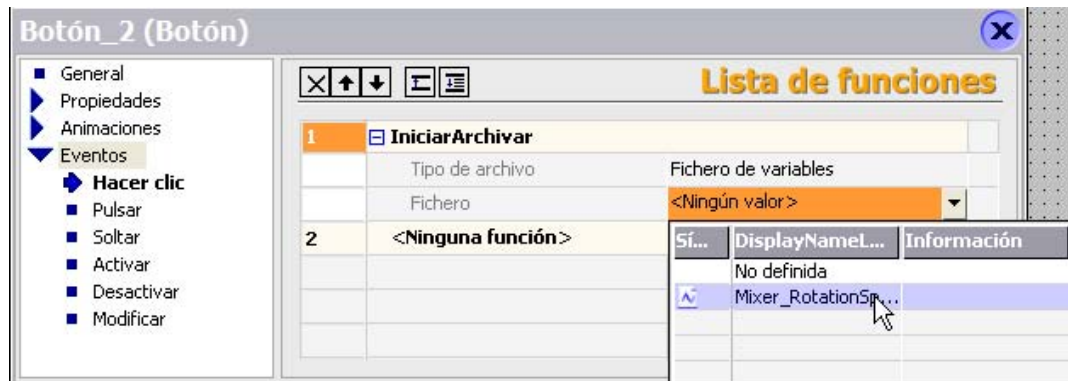 Botón_2 (Botón)
General
Propiedades
Animaciones
Eventos
Hacer clic
Pulsar
Soltar
Activar
Desactivar
Modificar
Lista de funciones
1 IniciarArchivar
Tipo de archivo Fichero de variables
Fichero <Ningún valor>
2 <Ninguna función>
Sí... DisplayNameL... Información
No definida
Mixer_RotationSp...